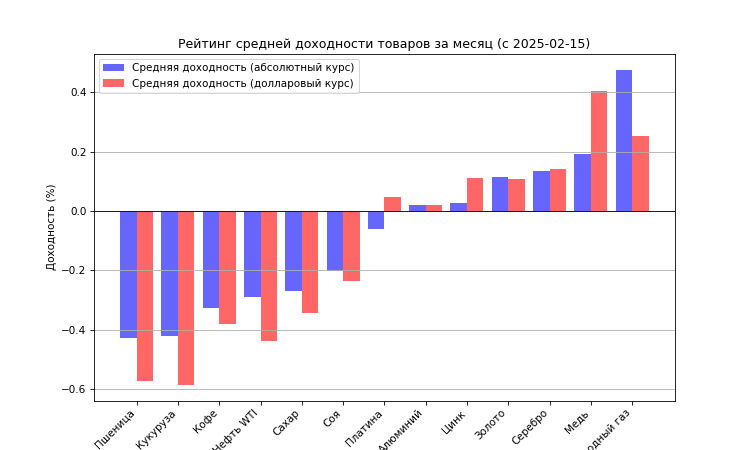 Рейтинг средней доходности товаров за месяц (с 2025-02-15)
Средняя доходность (абсолютный курс)
Средняя доходность (долларовый курс)
Доходность (%)
0.4
0.2
0.0
−0.2
−0.4
−0.6
Пшеница
Кукуруза
Кофе
Нефть WTI
Сахар
Соя
Платина
Алюминий
Цинк
Золото
Серебро
Медь
газ